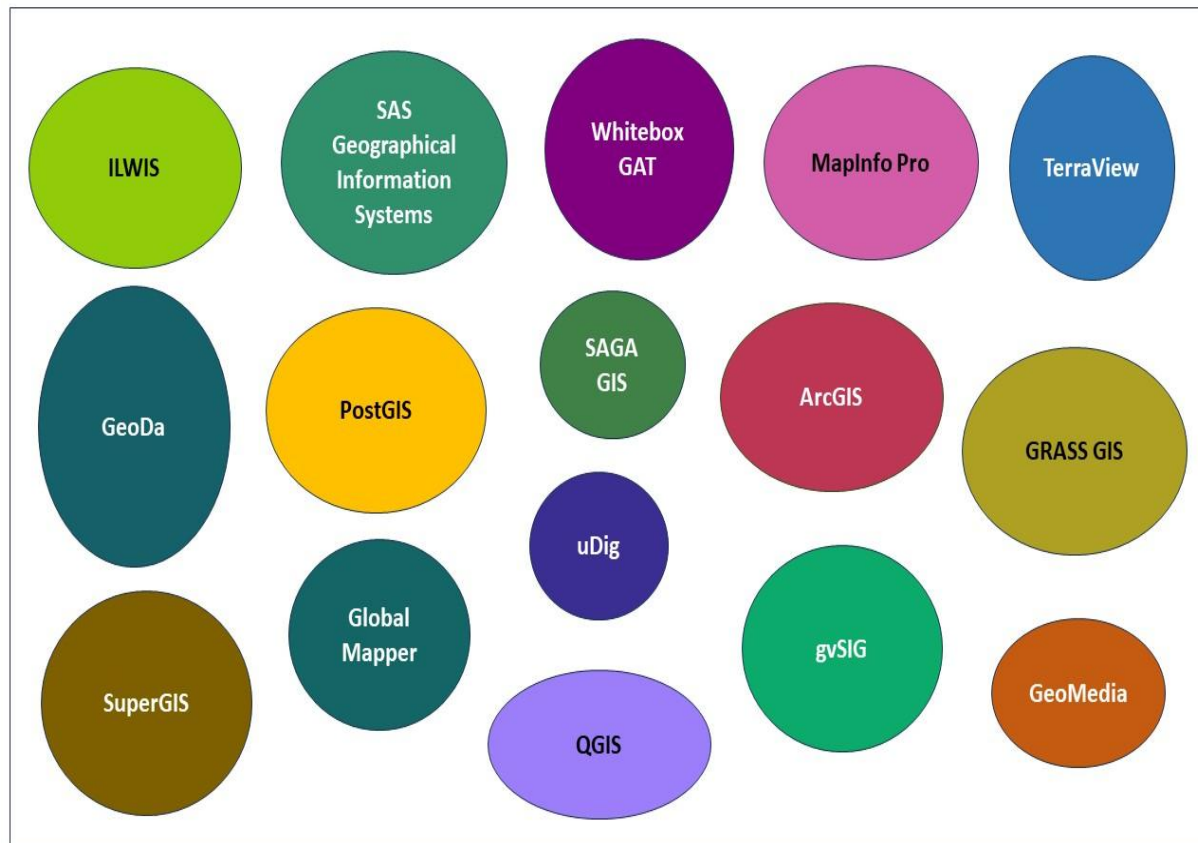 ILWIS
SAS
Geographical
Information
Systems
Whitebox
GAT
MapInfo Pro
TerraView
GeoDa
PostGIS
SAGA
GIS
ArcGIS
GRASS GIS
uDig
Global
Mapper
gvSIG
SuperGIS
QGIS
GeoMedia